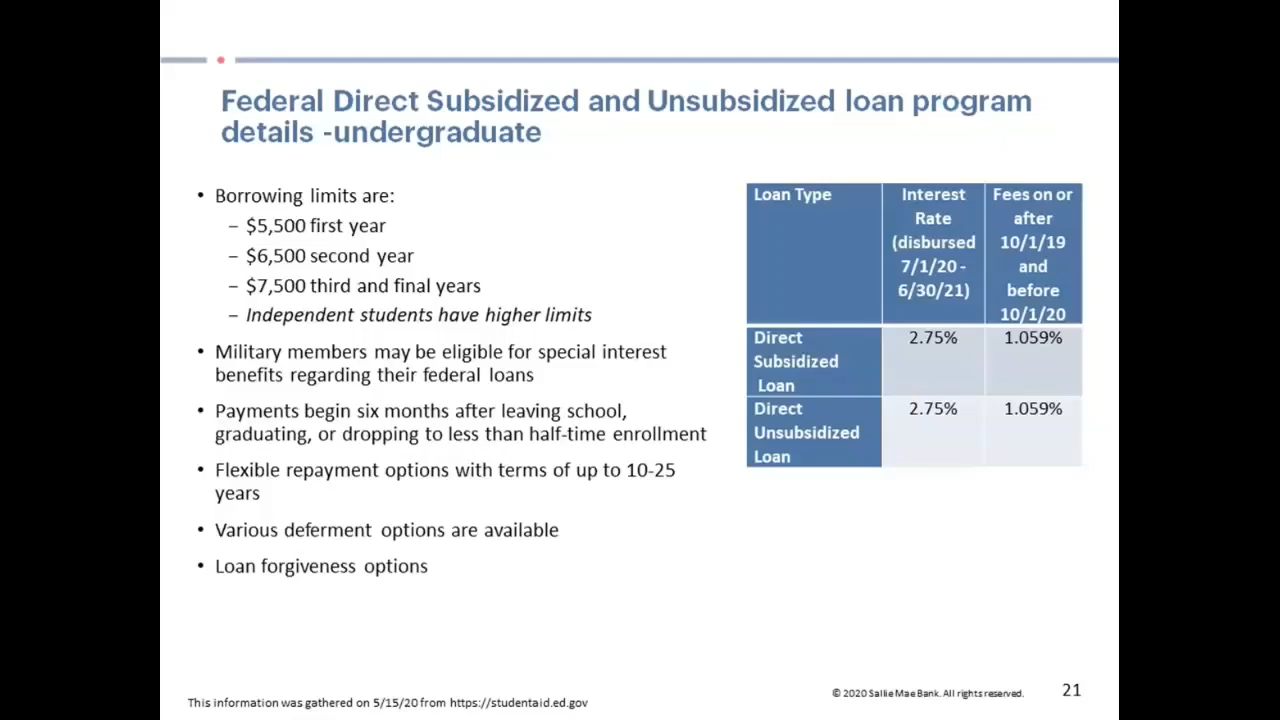 Federal Direct Subsidized and Unsubsidized loan program
details -undergraduate
• Borrowing limits are:
– $5,500 first year
– $6,500 second year
– $7,500 third and final years
– Independent students have higher limits
• Military members may be eligible for special interest
benefits regarding their federal loans
• Payments begin six months after leaving school,
graduating, or dropping to less than half-time enrollment
• Flexible repayment options with terms of up to 10-25
years
• Various deferment options are available
• Loan forgiveness options
Loan Type
Interest
Rate
(disbursed
7/1/20 -
6/30/21)
Fees on or
after
10/1/19
and
before
10/1/20
Direct
Subsidized
Loan
2.75%
1.059%
Direct
Unsubsidized
Loan
2.75%
1.059%
This information was gathered on 5/15/20 from https://studentaid.ed.gov
© 2020 Sallie Mae Bank. All rights reserved.
21